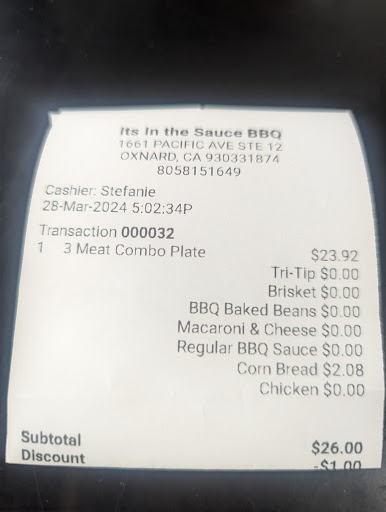 Its In the Sauce BBQ
1661 PACIFIC AVE STE 12
OXNARD, CA 930331874
8058151649
Cashier: Stefanie
28-Mar-2024 5:02:34P
Transaction 000032
1 3 Meat Combo Plate $23.92
Tri-Tip $0.00
Brisket $0.00
BBQ Baked Beans $0.00
Macaroni & Cheese $0.00
Regular BBQ Sauce $0.00
Corn Bread $2.08
Chicken $0.00
Subtotal $26.00
Discount -$1.00